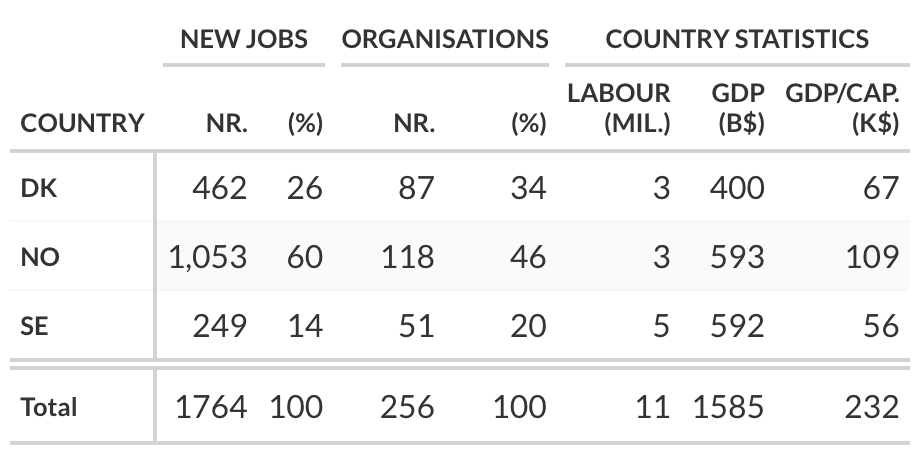 NEW JOBS ORGANISATIONS COUNTRY STATISTICS
LABOUR GDP GDP/CAP.
COUNTRY NR. (%) NR. (%) (MIL.) (B$) (K$)
DK 462 26 87 34 3 400 67
NO 1,053 60 118 46 3 593 109
SE 249 14 51 20 5 592 56
Total 1764 100 256 100 11 1585 232